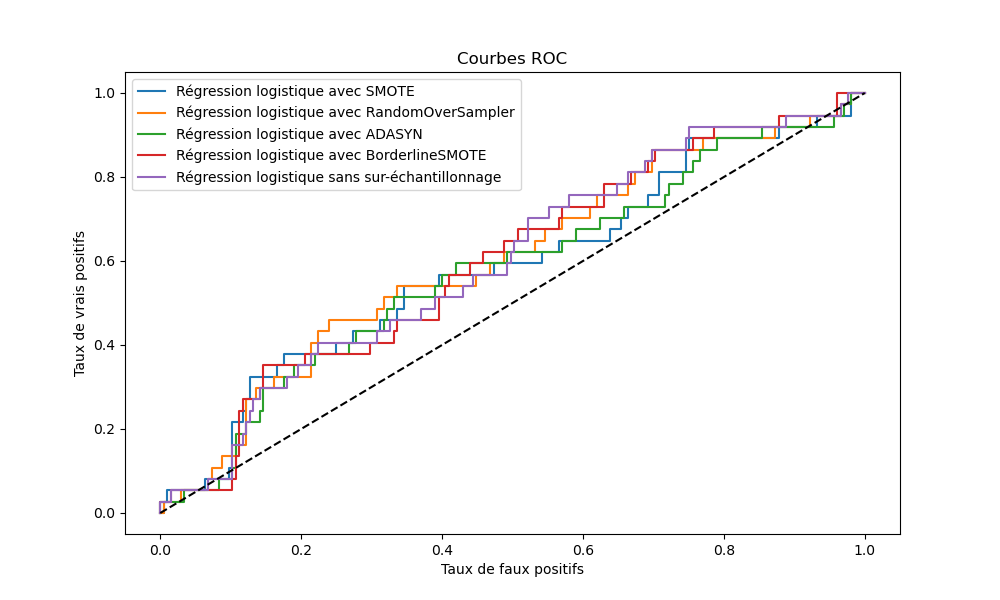 Courbes ROC
Régression logistique avec SMOTE
Régression logistique avec RandomOverSampler
Régression logistique avec ADASYN
Régression logistique avec BorderlineSMOTE
Régression logistique sans sur-échantillonnage
Taux de vrais positifs
1.0
0.8
0.6
0.4
0.2
0.0
0.0 0.2 0.4 0.6 0.8 1.0
Taux de faux positifs